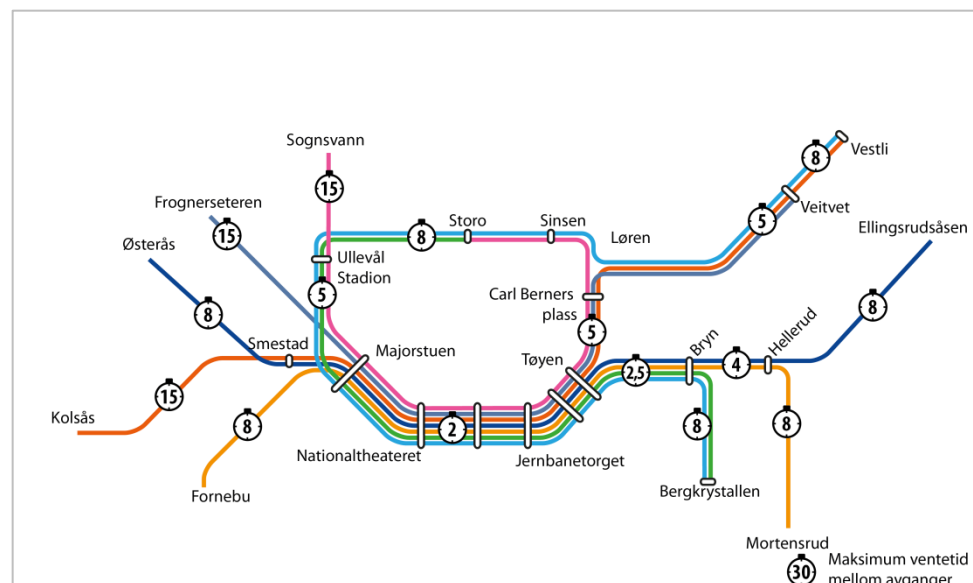 Sognsvann
15
Frognerseteren
15
Storo
Sinsen
8
Østerås
Ullevål
Stadion
Løren
8
Vestli
Veitvet
5
Ellingsrudsåsen
5
8
Smestad
Majorstuen
Carl Berners
plass
5
Tøyen
Bryn
Hellerud
8
2,5
4
Kolsås
15
8
Fornebu
Nationaltheateret
2
Jernbanetorget
8
8
Bergkrystallen
Mortensrud
30
Maksimum ventetid
mellom avganger